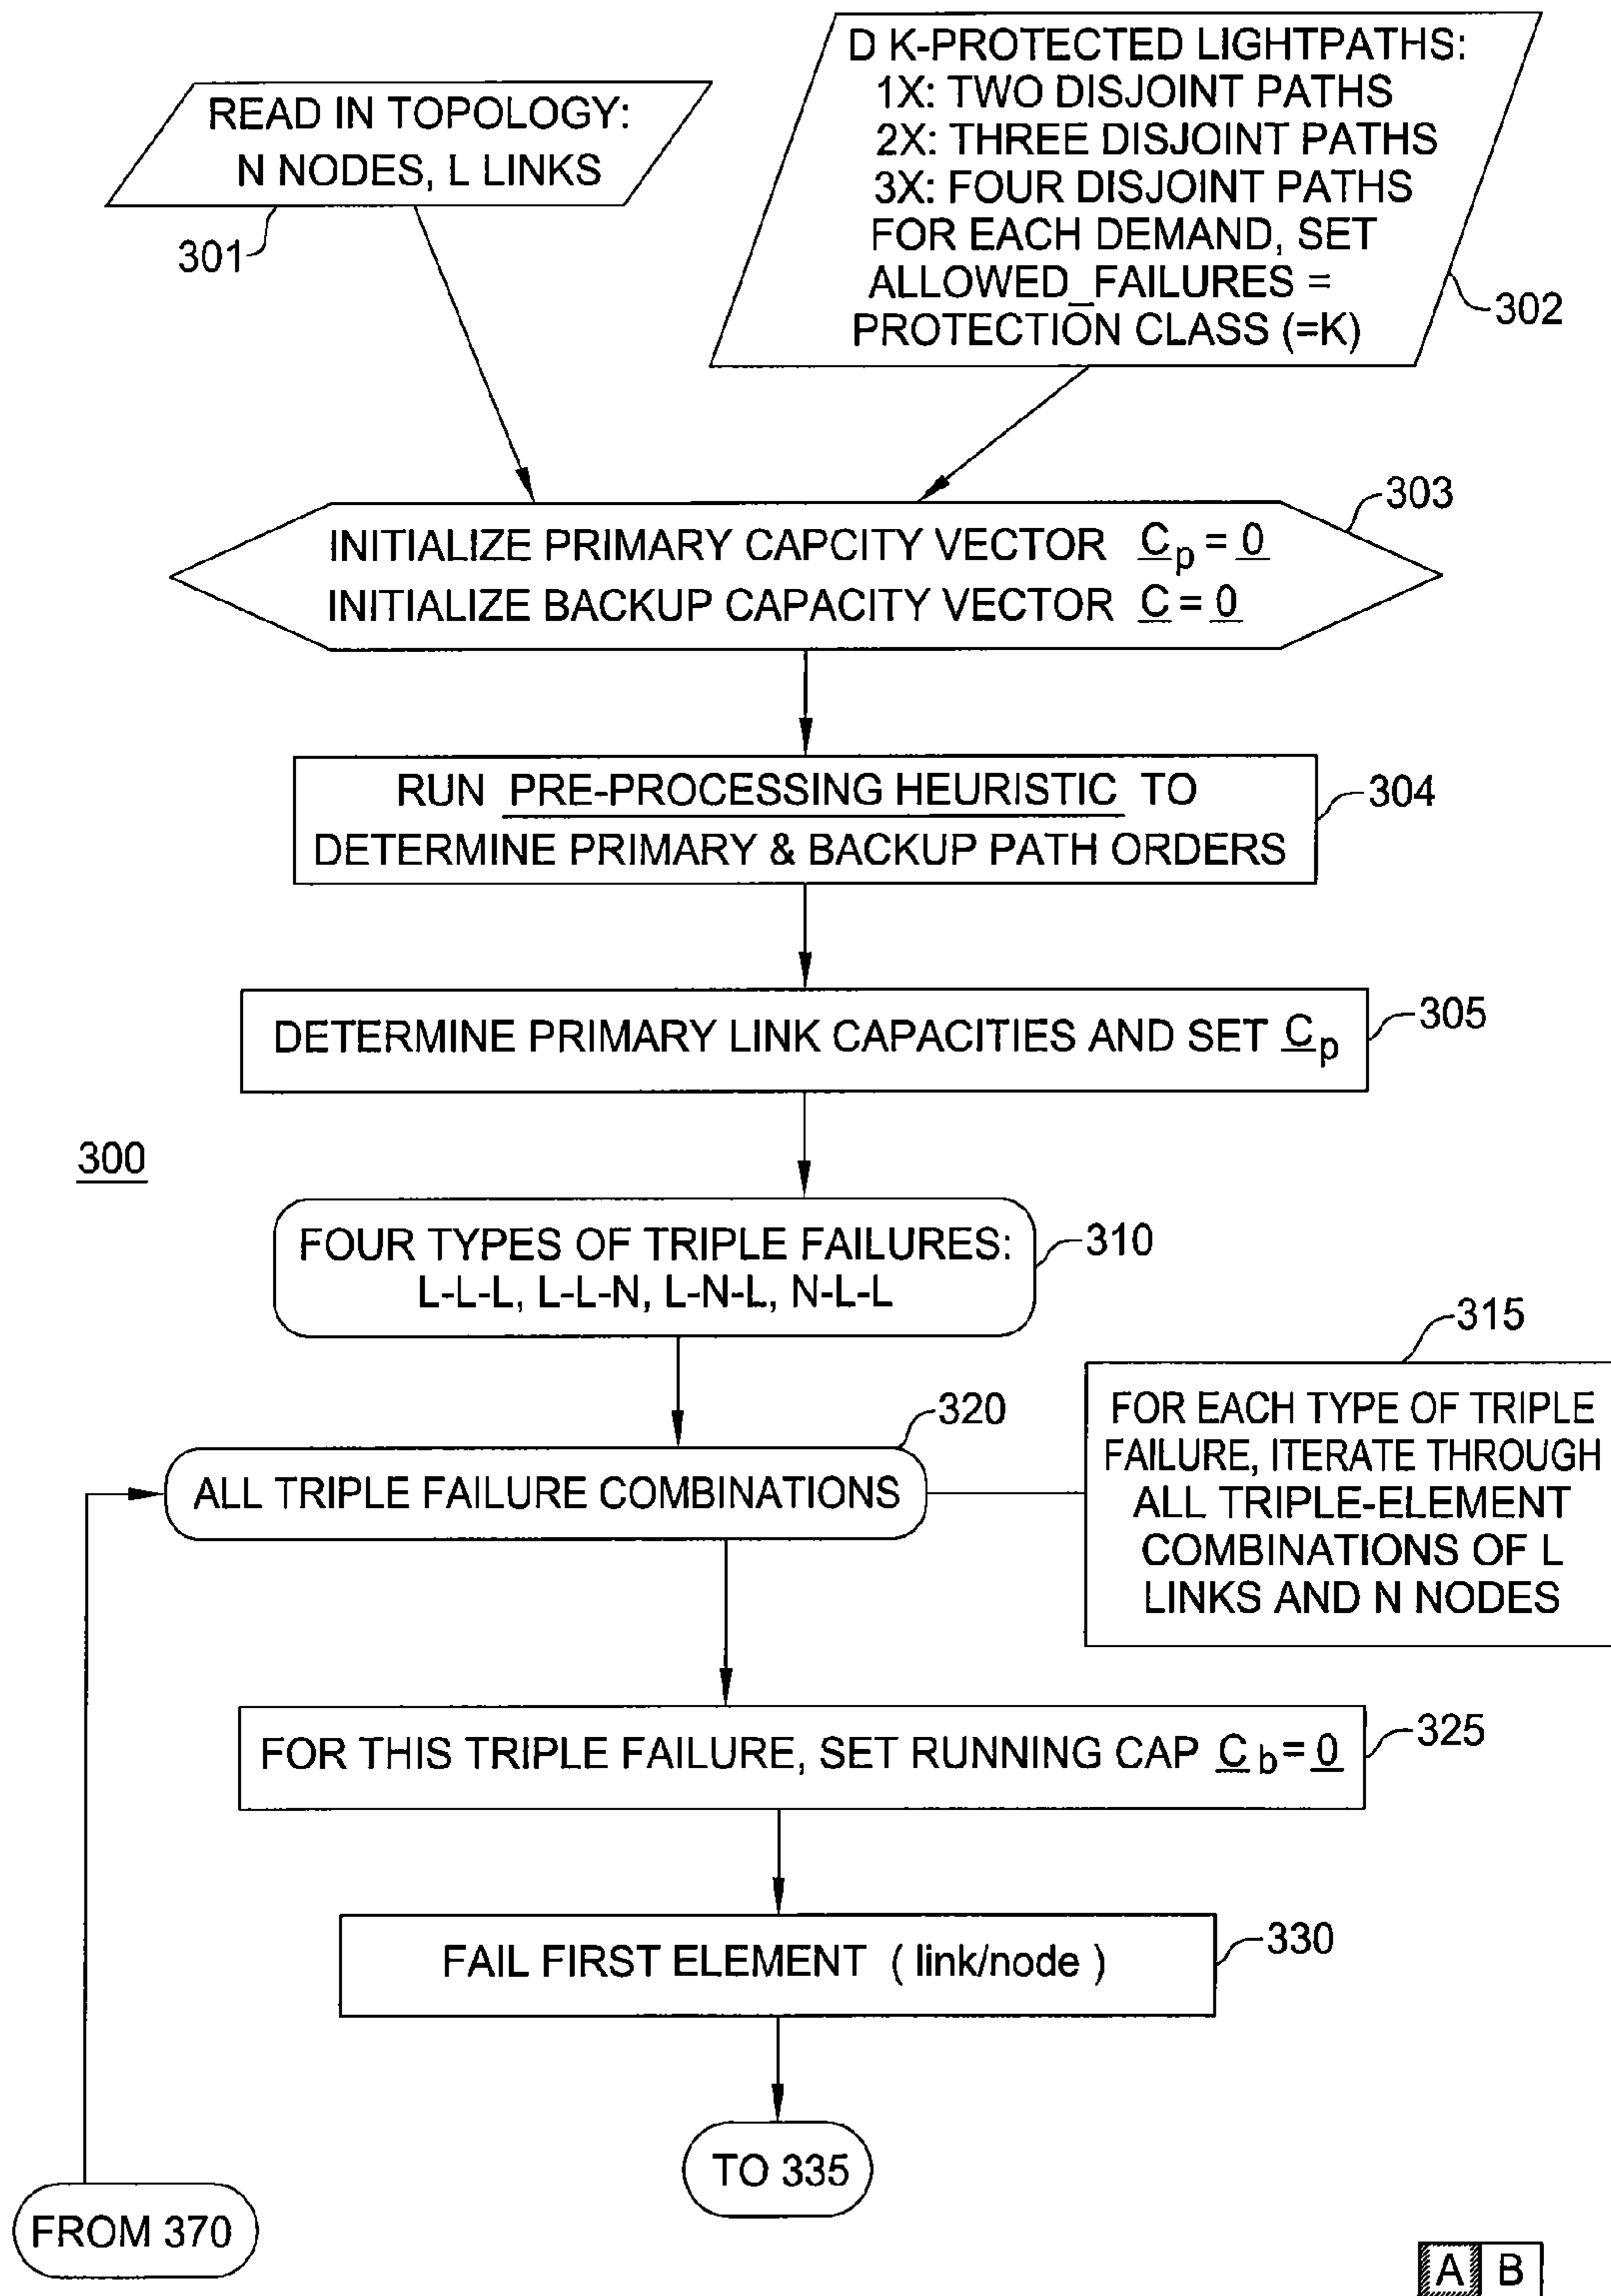 READ IN TOPOLOGY:
N NODES, L LINKS
301
D K-PROTECTED LIGHTPATHS:
1X: TWO DISJOINT PATHS
2X: THREE DISJOINT PATHS
3X: FOUR DISJOINT PATHS
FOR EACH DEMAND, SET
ALLOWED_FAILURES =
PROTECTION CLASS (=K)
302
303
INITIALIZE PRIMARY CAPCITY VECTOR C_p = 0
INITIALIZE BACKUP CAPACITY VECTOR C = 0
RUN PRE-PROCESSING HEURISTIC TO
DETERMINE PRIMARY & BACKUP PATH ORDERS
304
DETERMINE PRIMARY LINK CAPACITIES AND SET C_p
305
300
FOUR TYPES OF TRIPLE FAILURES:
L-L-L, L-L-N, L-N-L, N-L-L
310
315
FOR EACH TYPE OF TRIPLE
FAILURE, ITERATE THROUGH
ALL TRIPLE-ELEMENT
COMBINATIONS OF L
LINKS AND N NODES
320
ALL TRIPLE FAILURE COMBINATIONS
FOR THIS TRIPLE FAILURE, SET RUNNING CAP C_b = 0
325
FAIL FIRST ELEMENT ( link/node )
330
TO 335
FROM 370
A B